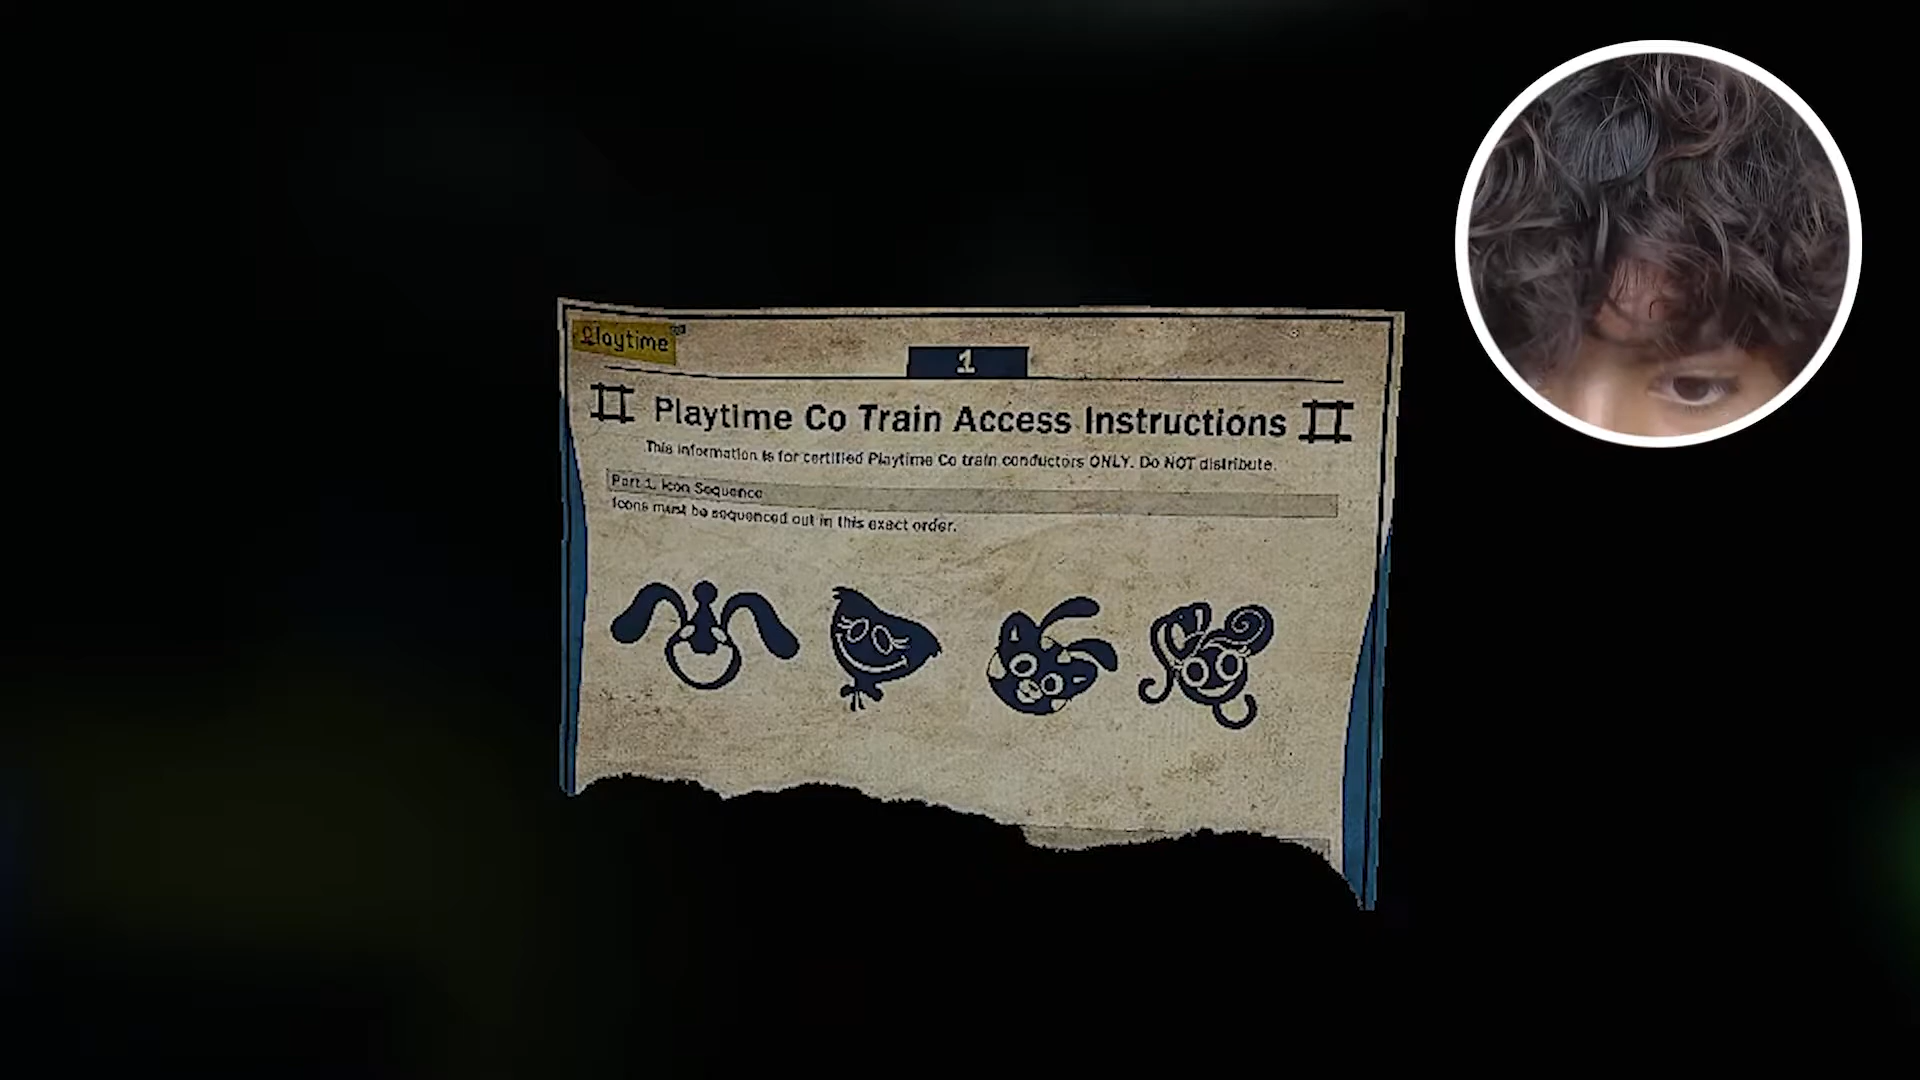 Playtime
1
Playtime Co Train Access Instructions
This information is for certified Playtime Co train conductors ONLY. Do NOT distribute.
Part 1. Icon Sequence
Icons must be sequenced out in this exact order.